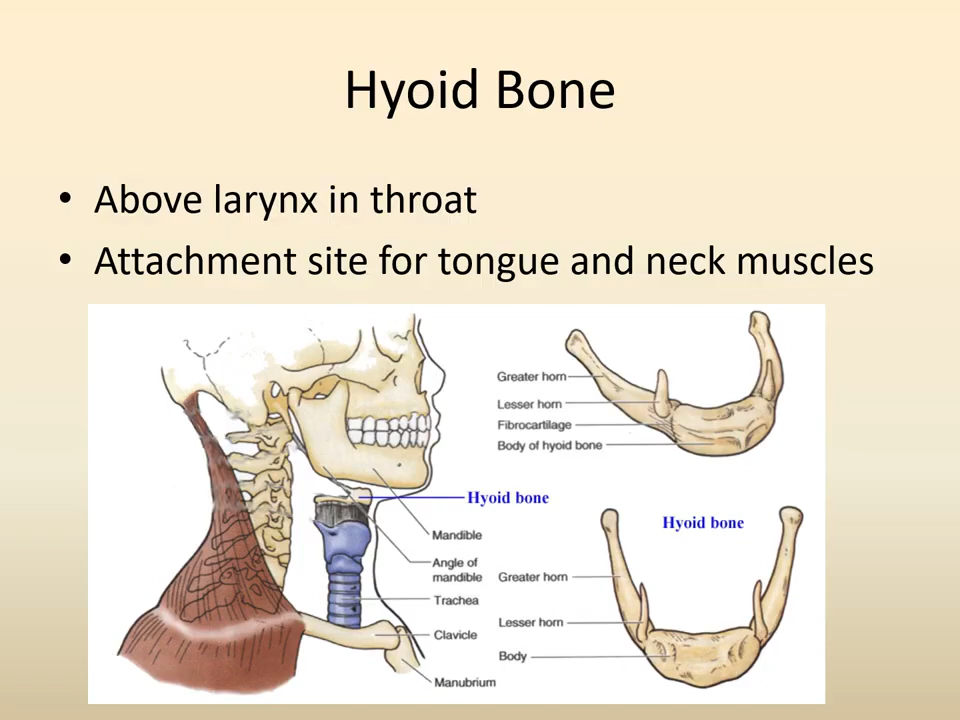 Hyoid Bone
• Above larynx in throat
• Attachment site for tongue and neck muscles
Greater horn
Lesser horn
Fibrocartilage
Body of hyoid bone
Hyoid bone
Mandible
Angle of
mandible
Trachea
Clavicle
Manubrium
Hyoid bone
Greater horn
Lesser horn
Body